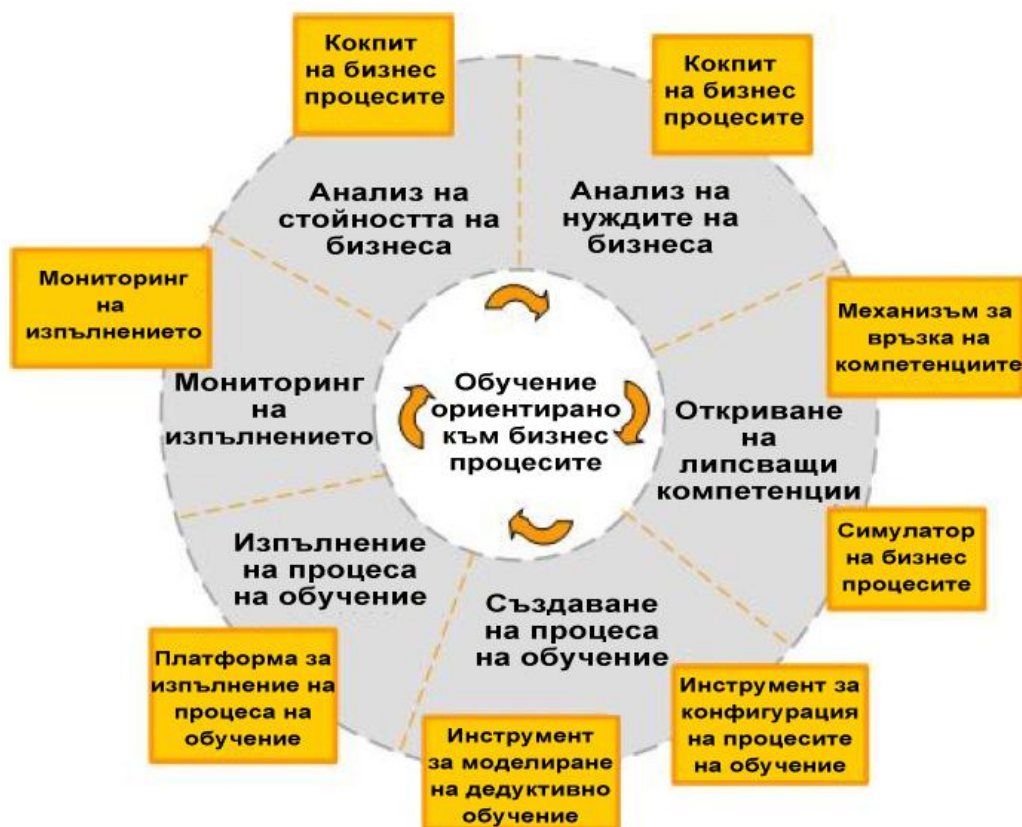 Кокпит
на бизнес
процесите
Кокпит
на бизнес
процесите
Анализ на
стойността на
бизнеса
Анализ на
нуждите на
бизнеса
Мониторинг
на
изпълнението
Механизъм за
връзка на
компетенциите
Мониторинг
на
изпълнението
Обучение
ориентирано
към бизнес
процесите
Откриване
на
липсващи
компетенции
Симулатор
на бизнес
процесите
Изпълнение
на процеса
на обучение
Създаване
на процеса
на обучение
Платформа за
изпълнение на
процеса на
обучение
Инструмент
за моделиране
на дедуктивно
обучение
Инструмент за
конфигурация
на процесите
на обучение